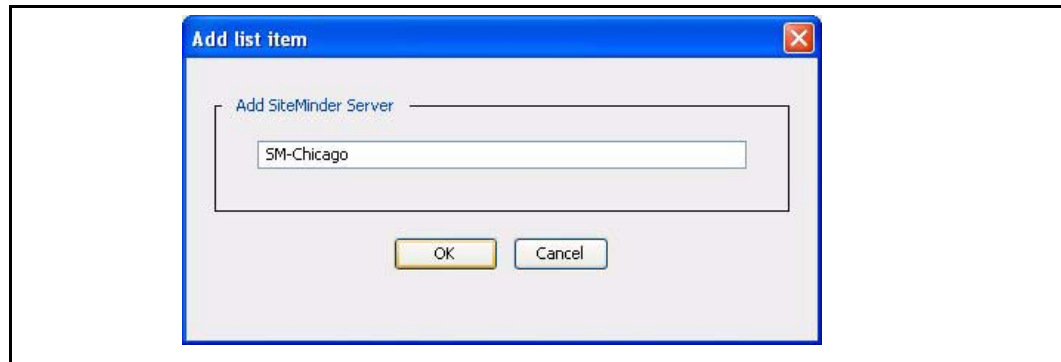 Add list item
Add SiteMinder Server
SM-Chicago
OK
Cancel